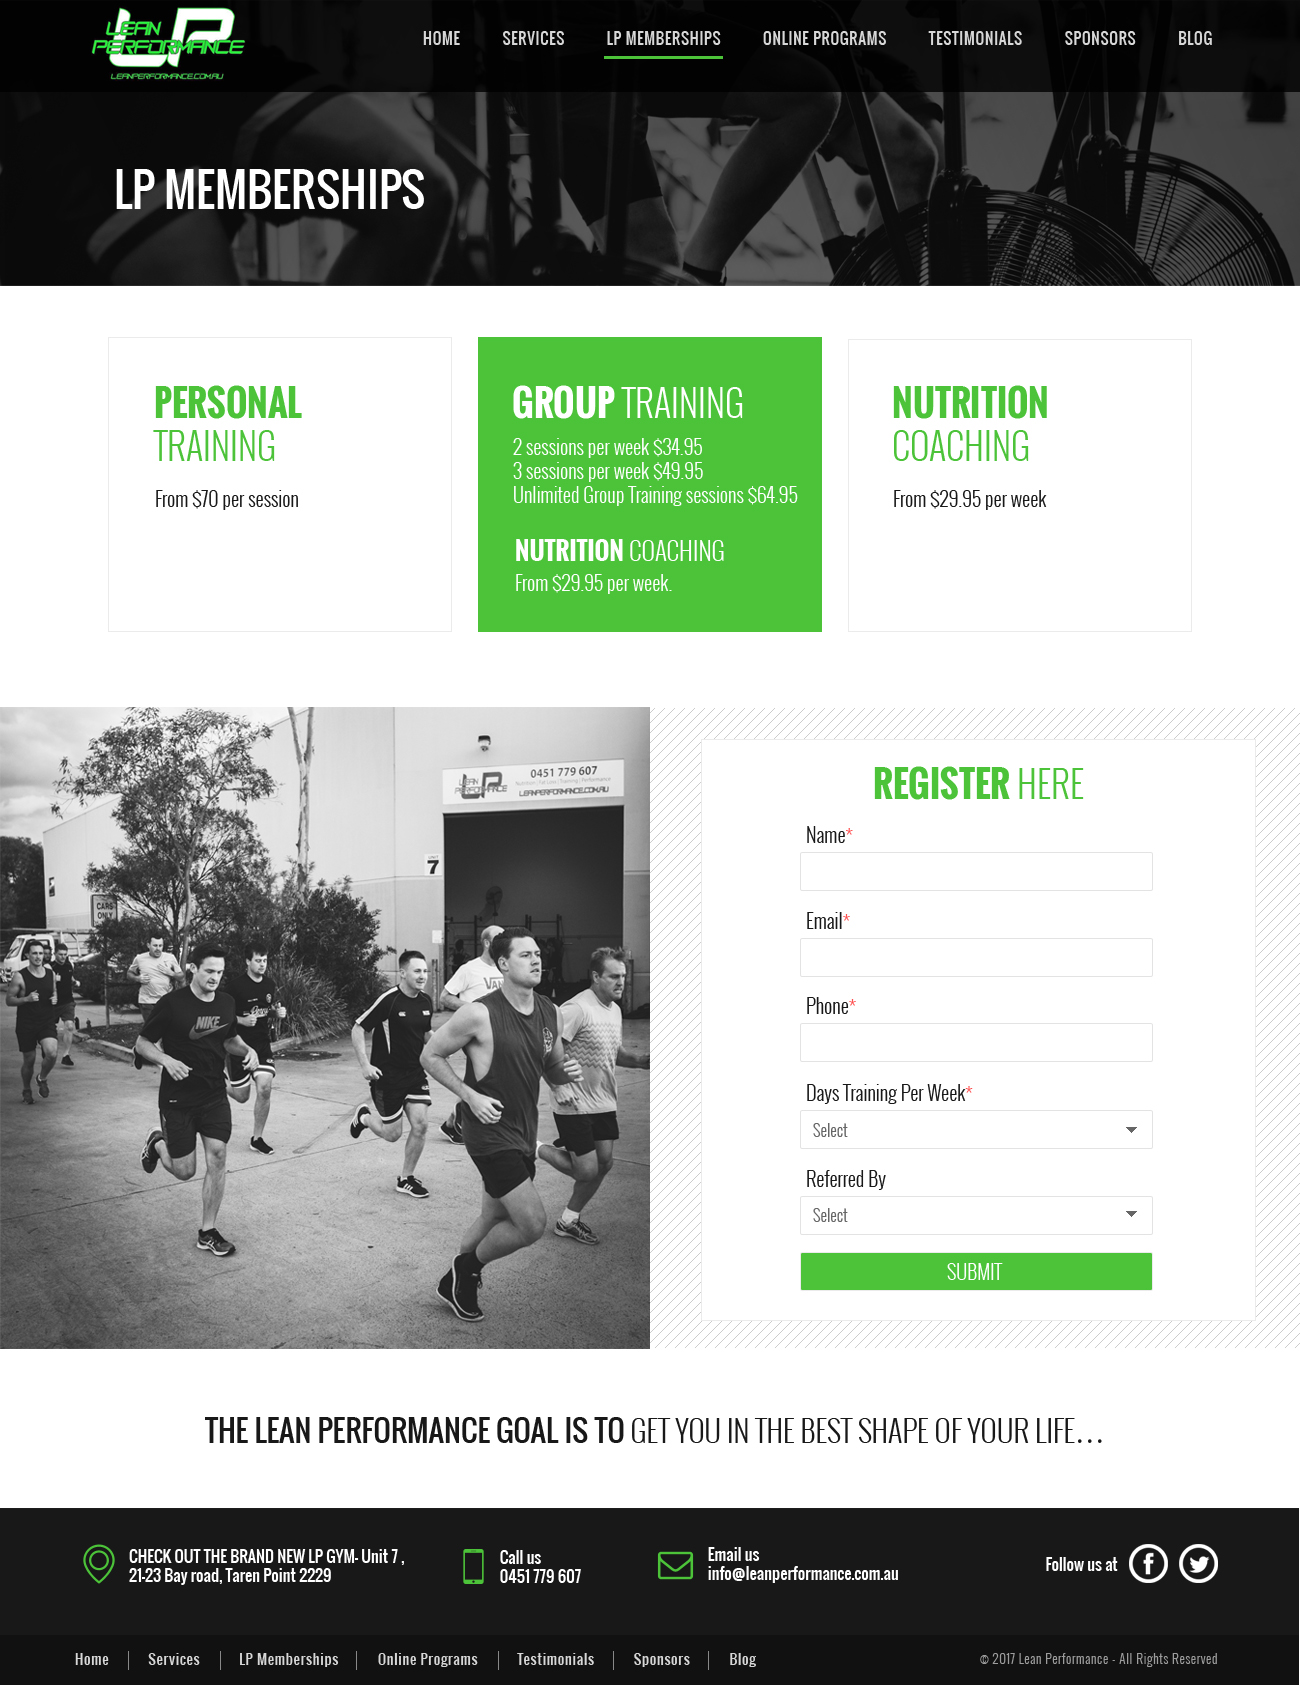 LEAN
PERFORMANCE
LEANPERFORMANCE.COM.AU
HOME
SERVICES
LP MEMBERSHIPS
ONLINE PROGRAMS
TESTIMONIALS
SPONSORS
BLOG
LP MEMBERSHIPS
PERSONAL
TRAINING
From $70 per session
GROUP TRAINING
2 sessions per week $34.95
3 sessions per week $49.95
Unlimited Group Training sessions $64.95
NUTRITION COACHING
From $29.95 per week.
NUTRITION
COACHING
From $29.95 per week
0451 779 607
LEAN
PERFORMANCE
LEANPERFORMANCE.COM.AU
UNIT
7
CARS
ONLY
NIKE
REGISTER HERE
Name*
Email*
Phone*
Days Training Per Week*
Select
Referred By
Select
SUBMIT
THE LEAN PERFORMANCE GOAL IS TO GET YOU IN THE BEST SHAPE OF YOUR LIFE...
CHECK OUT THE BRAND NEW LP GYM- Unit 7 ,
21-23 Bay road, Taren Point 2229
Call us
0451 779 607
Email us
info@leanperformance.com.au
Follow us at
Home
Services
LP Memberships
Online Programs
Testimonials
Sponsors
Blog
© 2017 Lean Performance - All Rights Reserved